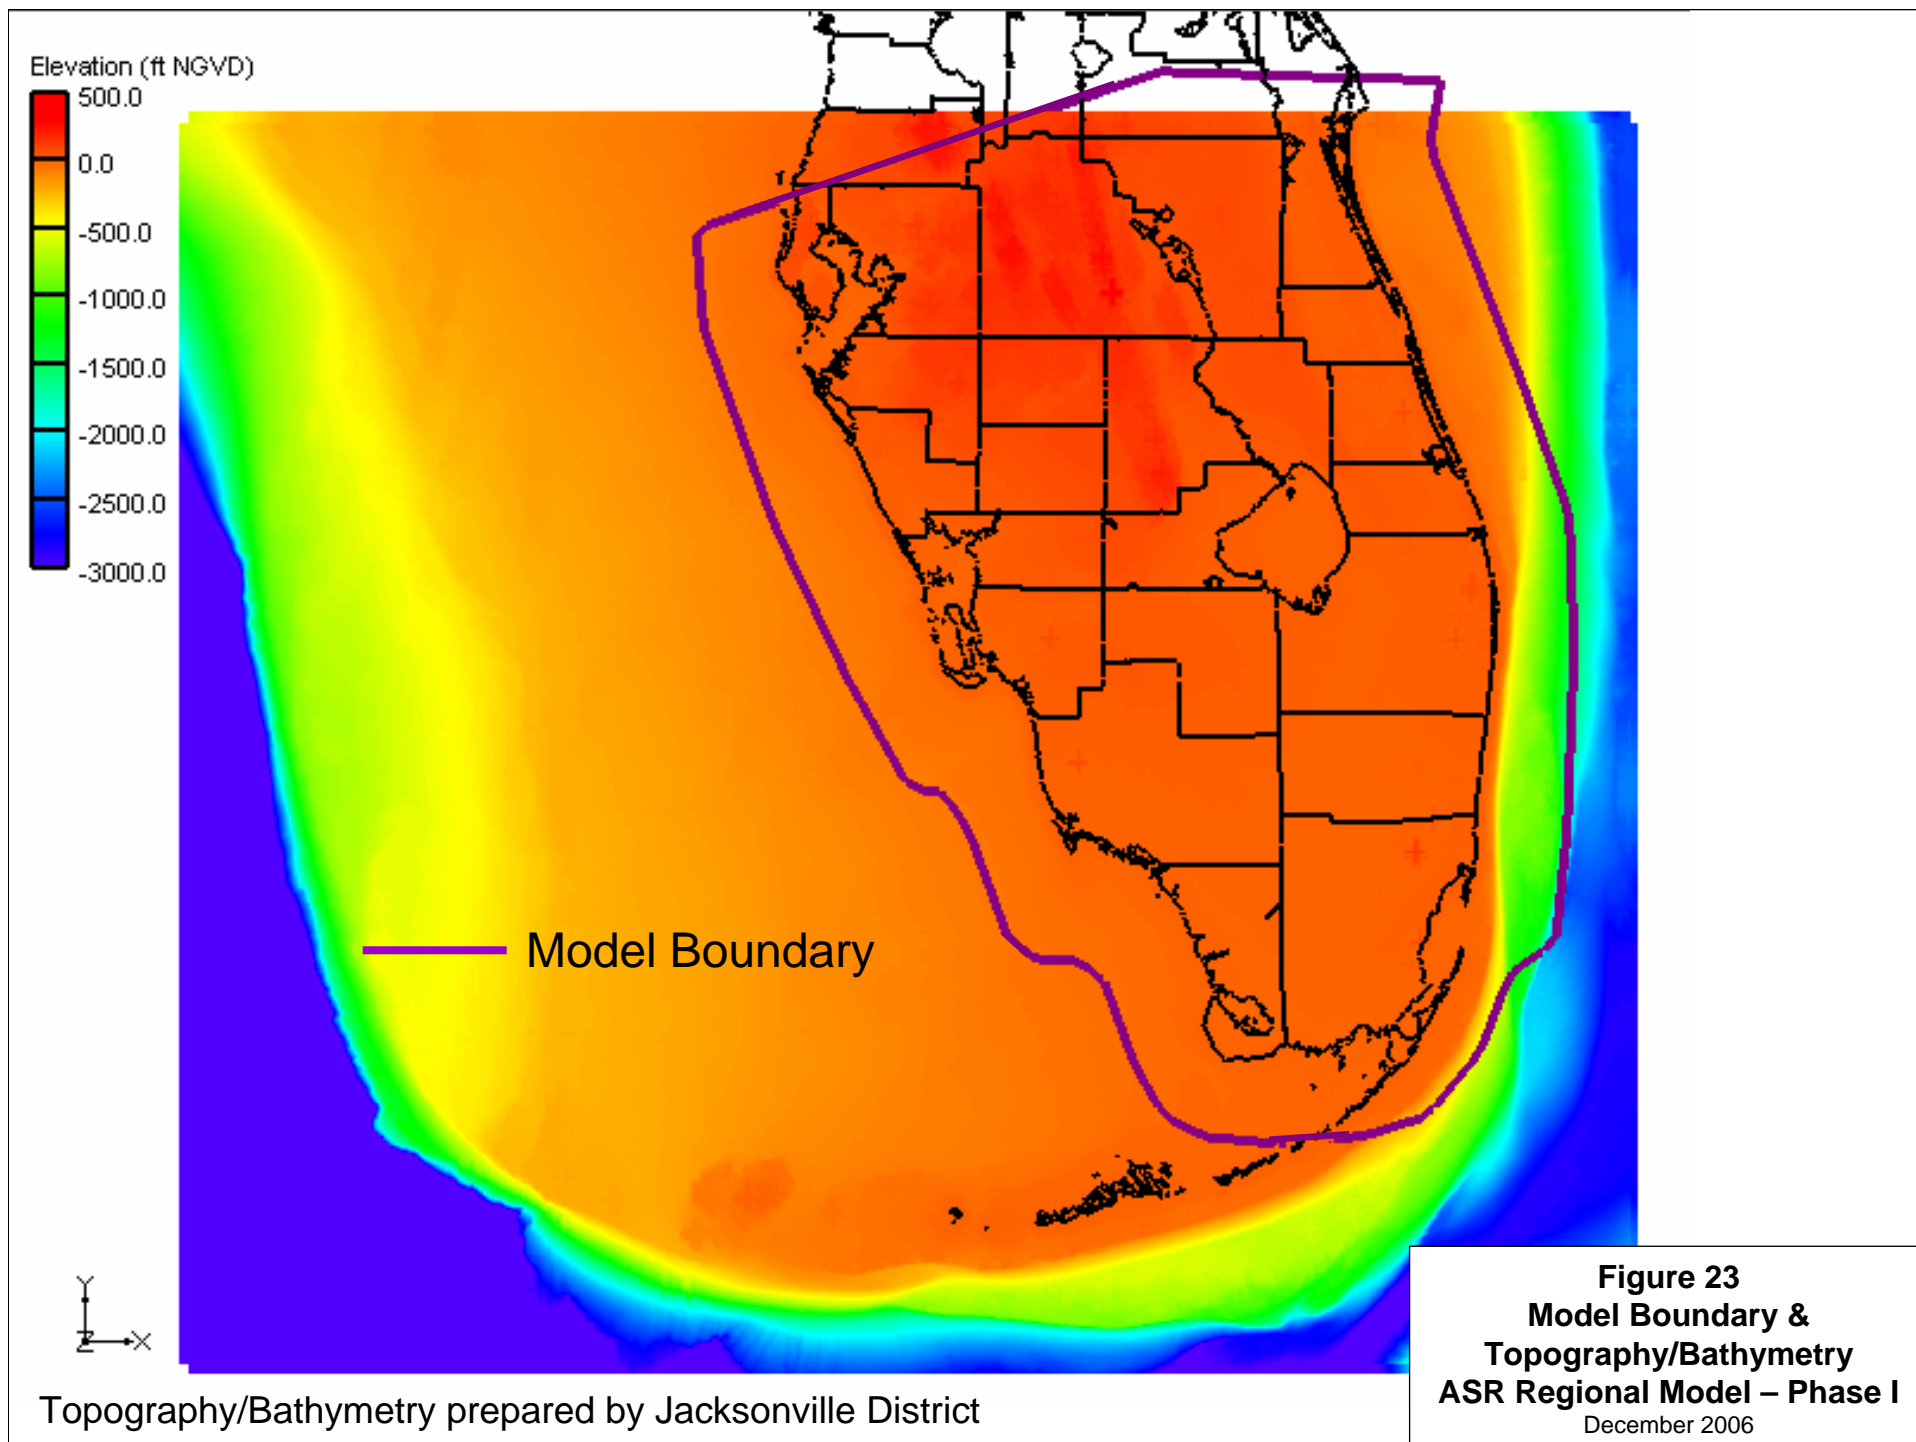 Elevation (ft NGVD)
500.0
0.0
-500.0
-1000.0
-1500.0
-2000.0
-2500.0
-3000.0
Model Boundary
Y
Z
X
Topography/Bathymetry prepared by Jacksonville District
Figure 23
Model Boundary &
Topography/Bathymetry
ASR Regional Model – Phase I
December 2006